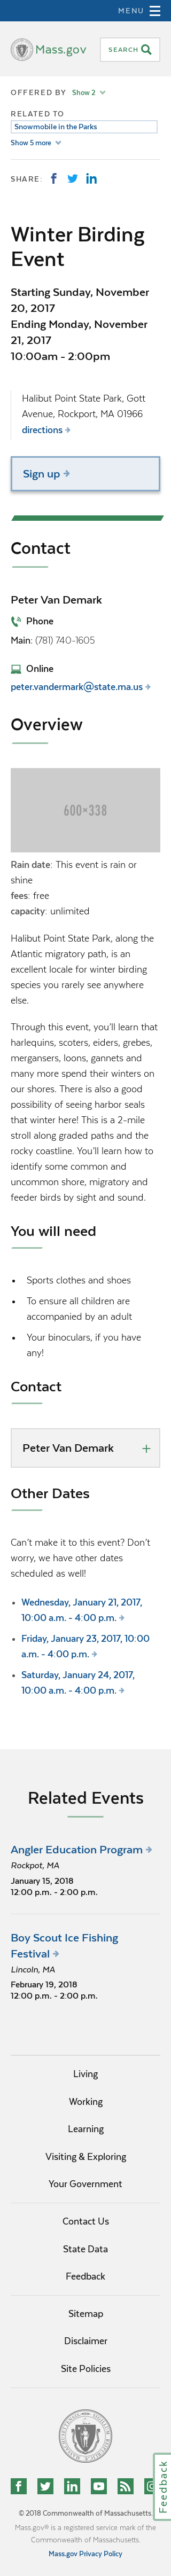 MENU
Mass.gov
SEARCH
OFFERED BY Show 2
RELATED TO
Snowmobile in the Parks
Show 5 more
SHARE:
Winter Birding
Event
Starting Sunday, November
20, 2017
Ending Monday, November
21, 2017
10:00am - 2:00pm
Halibut Point State Park, Gott
Avenue, Rockport, MA 01966
directions
Sign up
Contact
Peter Van Demark
Phone
Main: (781) 740-1605
Online
peter.vandermark@state.ma.us
Overview
600×338
Rain date: This event is rain or
shine
fees: free
capacity: unlimited
Halibut Point State Park, along the
Atlantic migratory path, is an
excellent locale for winter birding
species you rarely see anywhere
else.
Through this event, you'll learn about
harlequins, scoters, eiders, grebes,
mergansers, loons, gannets and
more that spend their winters on
our shores. There is also a good
possibility of seeing harbor seals
that winter here! This is a 2-mile
stroll along graded paths and the
rocky coastline. You'll learn how to
identify some common and
uncommon shore, migratory and
feeder birds by sight and sound.
You will need
• Sports clothes and shoes
• To ensure all children are
accompanied by an adult
• Your binoculars, if you have
any!
Contact
Peter Van Demark
Other Dates
Can't make it to this event? Don't
worry, we have other dates
scheduled as well!
• Wednesday, January 21, 2017,
10:00 a.m. - 4:00 p.m.
• Friday, January 23, 2017, 10:00
a.m. - 4:00 p.m.
• Saturday, January 24, 2017,
10:00 a.m. - 4:00 p.m.
Related Events
Angler Education Program
Rockpot, MA
January 15, 2018
12:00 p.m. - 2:00 p.m.
Boy Scout Ice Fishing
Festival
Lincoln, MA
February 19, 2018
12:00 p.m. - 2:00 p.m.
Living
Working
Learning
Visiting & Exploring
Your Government
Contact Us
State Data
Feedback
Sitemap
Disclaimer
Site Policies
Feedback
© 2018 Commonwealth of Massachusetts.
Mass.gov® is a registered service mark of the
Commonwealth of Massachusetts.
Mass.gov Privacy Policy